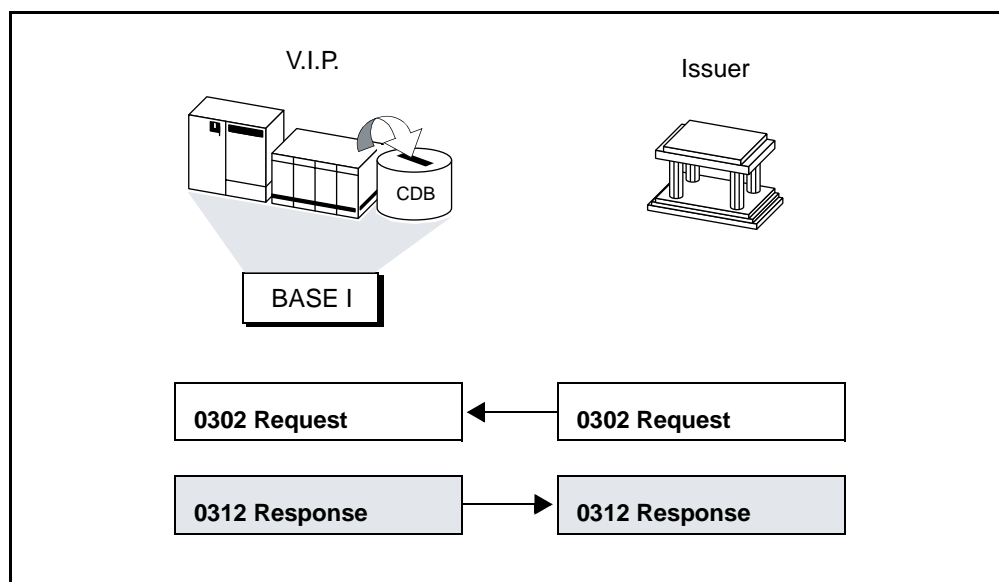 V.I.P.
Issuer
CDB
BASE I
0302 Request
0302 Request
0312 Response
0312 Response